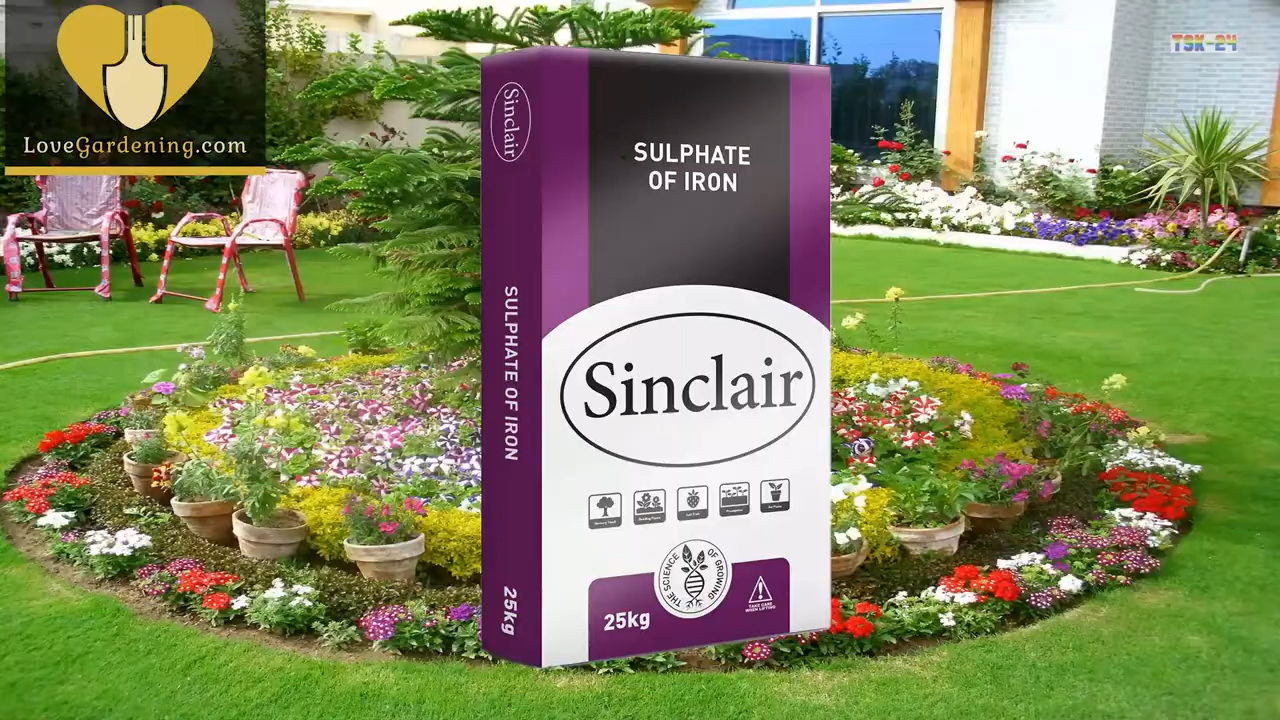 LoveGardening.com
TSK-24
Sinclair
SULPHATE OF IRON
25kg
SULPHATE
OF IRON
Sinclair
THE SCIENCE OF GROWING
25kg
TAKE CARE
WHEN LIFTING